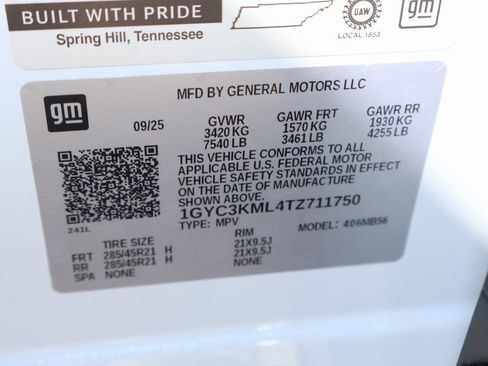 BUILT WITH PRIDE
Spring Hill, Tennessee
UAW
LOCAL 1853
gm
gm
MFD BY GENERAL MOTORS LLC
09/25 GVWR GAWR FRT GAWR RR
3420 KG 1570 KG 1930 KG
7540 LB 3461 LB 4255 LB
THIS VEHICLE CONFORMS TO ALL
APPLICABLE U.S. FEDERAL MOTOR
VEHICLE SAFETY STANDARDS IN EFFECT
ON THE DATE OF MANUFACTURE
SHOWN ABOVE.
1GYC3KML4TZ711750
TYPE: MPV MODEL: 406MB56
241L
TIRE SIZE RIM
FRT 285/45R21 H 21X9.5J
RR 285/45R21 H 21X9.5J
SPA NONE NONE